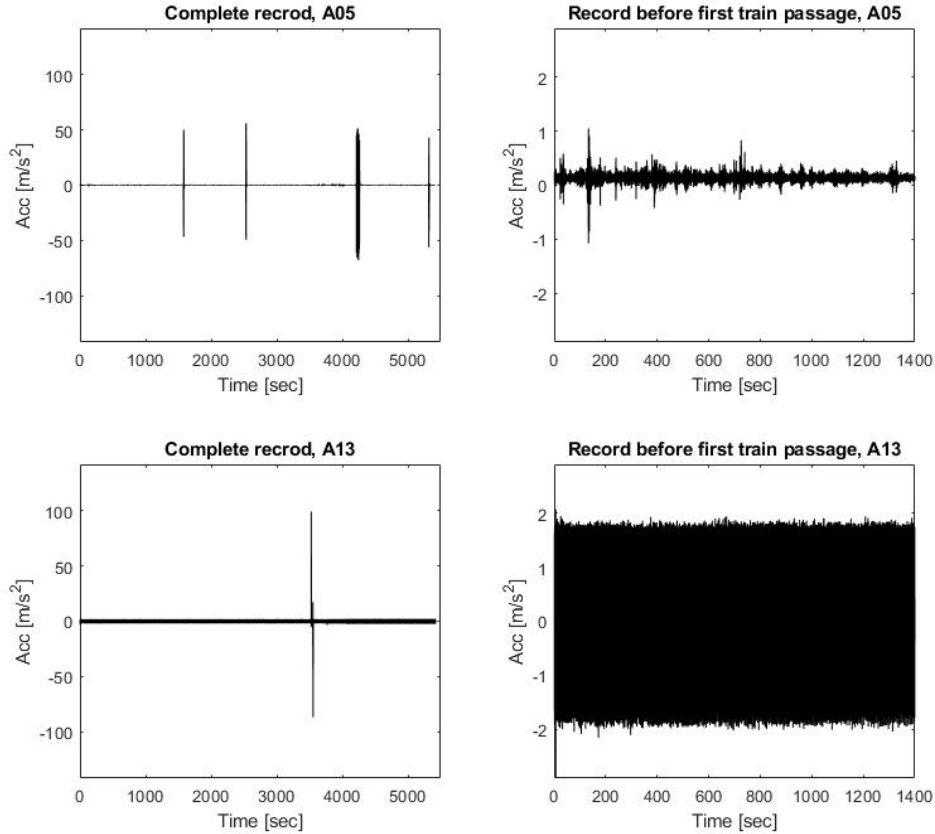 Complete recrod, A05
Acc [m/s2]
100
50
0
-50
-100
0 1000 2000 3000 4000 5000
Time [sec]
Record before first train passage, A05
Acc [m/s2]
2
1
0
-1
-2
0 200 400 600 800 1000 1200 1400
Time [sec]
Complete recrod, A13
Acc [m/s2]
100
50
0
-50
-100
0 1000 2000 3000 4000 5000
Time [sec]
Record before first train passage, A13
Acc [m/s2]
2
1
0
-1
-2
0 200 400 600 800 1000 1200 1400
Time [sec]